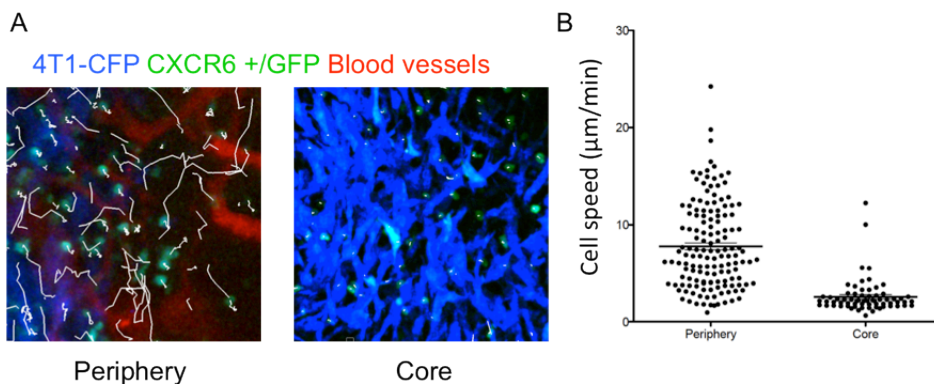 A
4T1-CFP CXCR6 +/GFP Blood vessels
Periphery
Core
B
Cell speed (µm/min)
30
20
10
0
Periphery
Core